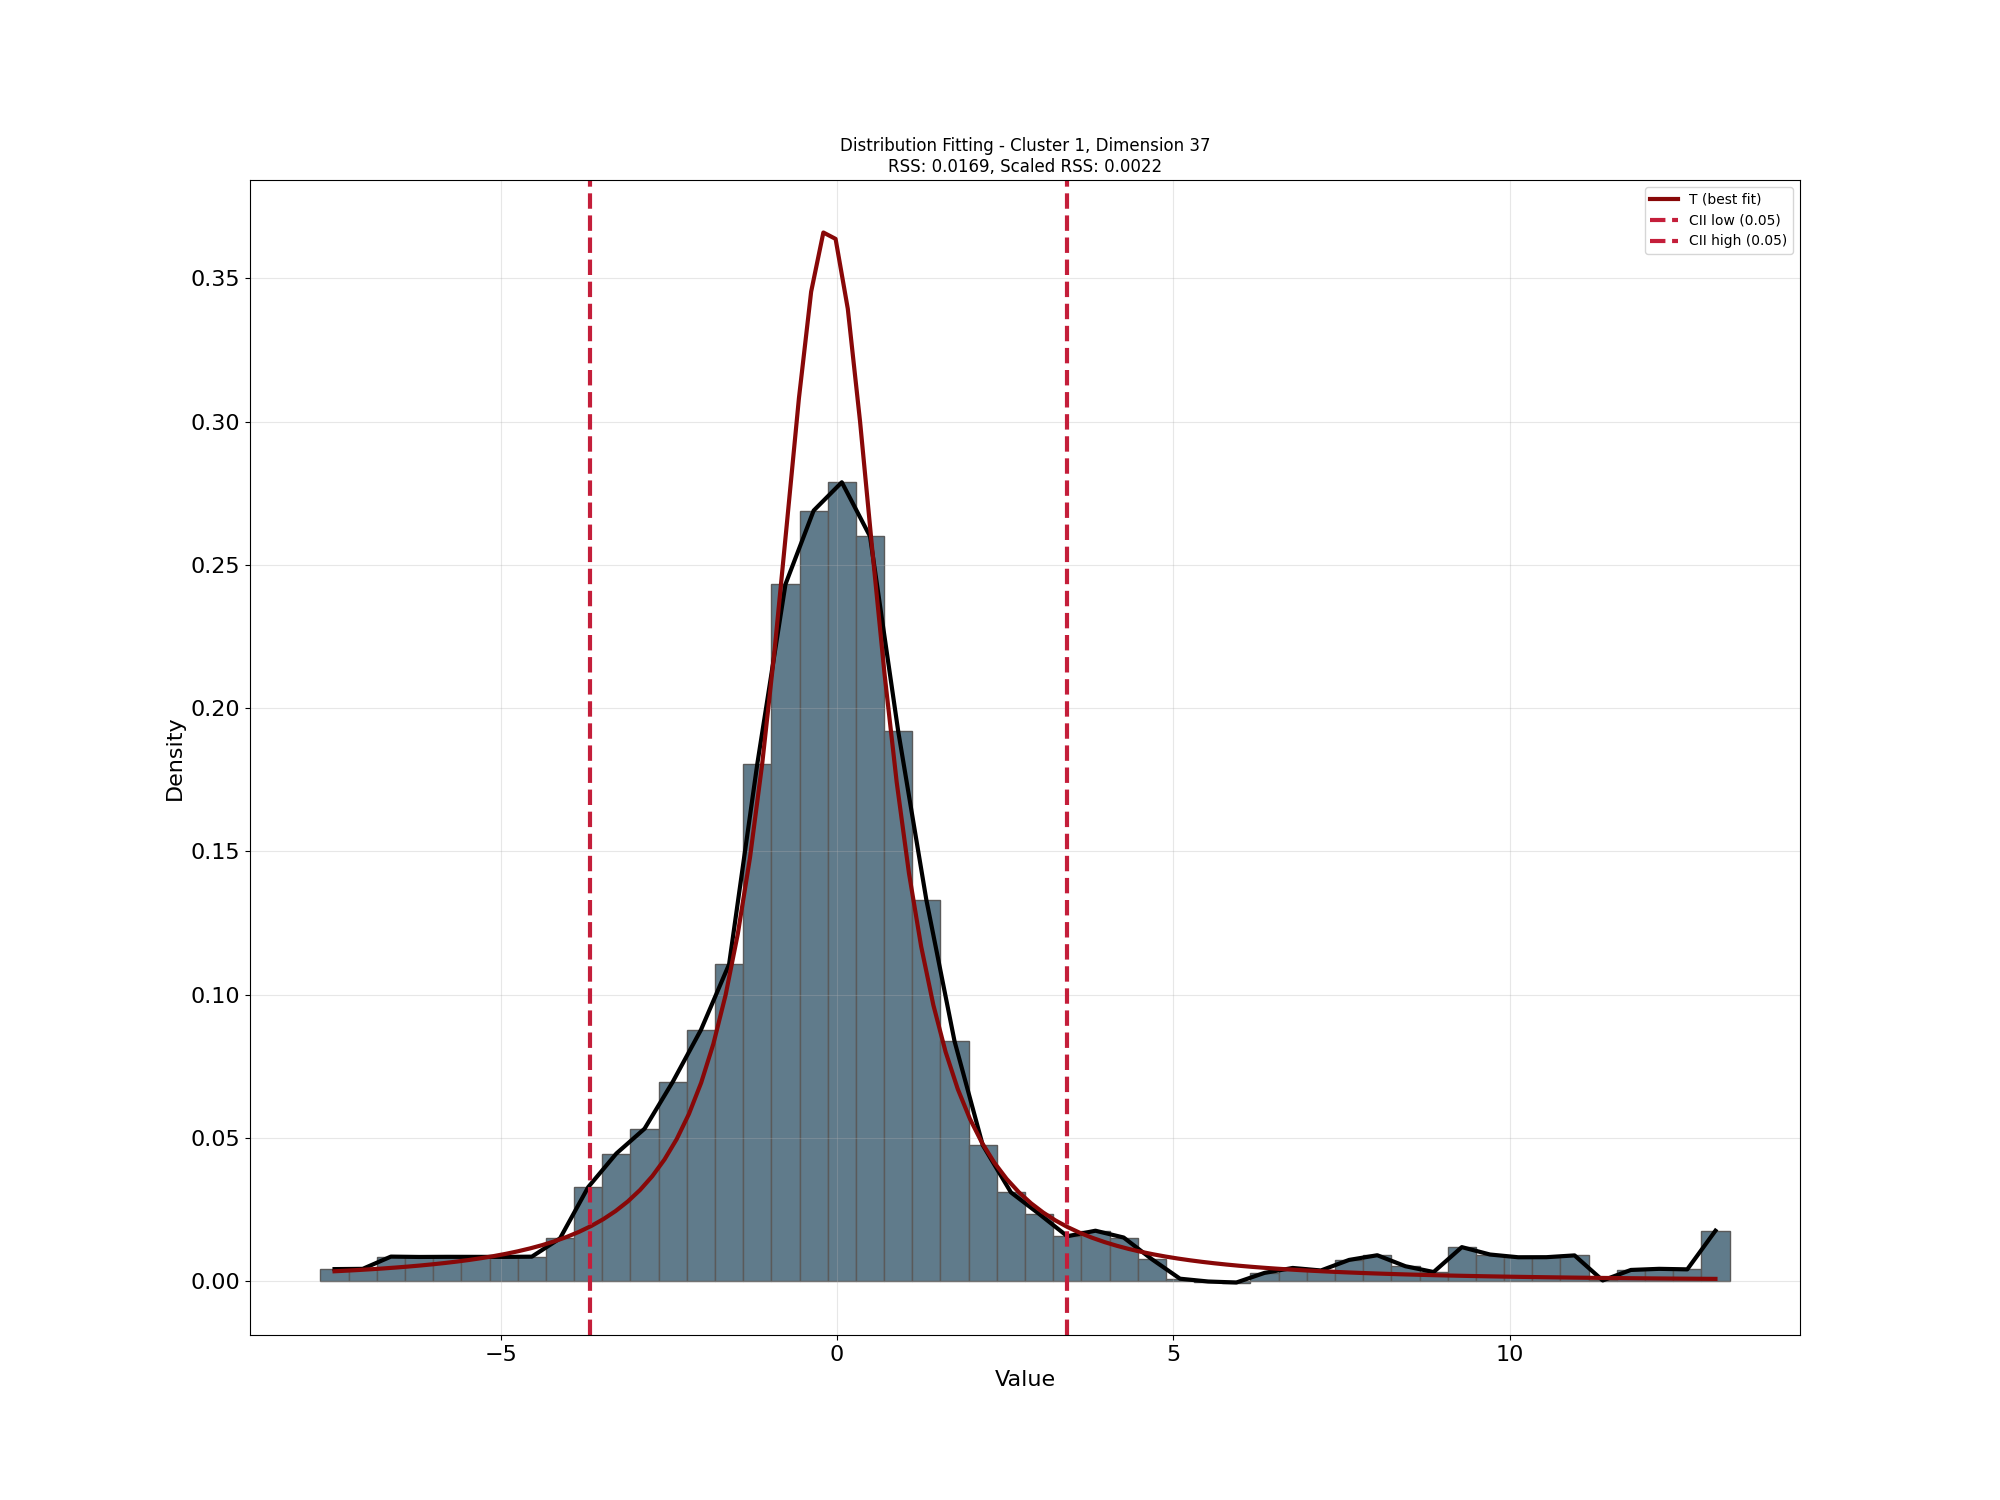 Distribution Fitting - Cluster 1, Dimension 37
RSS: 0.0169, Scaled RSS: 0.0022
T (best fit)
CII low (0.05)
CII high (0.05)
0.35
0.30
0.25
0.20
0.15
0.10
0.05
0.00
Density
−5
0
5
10
Value